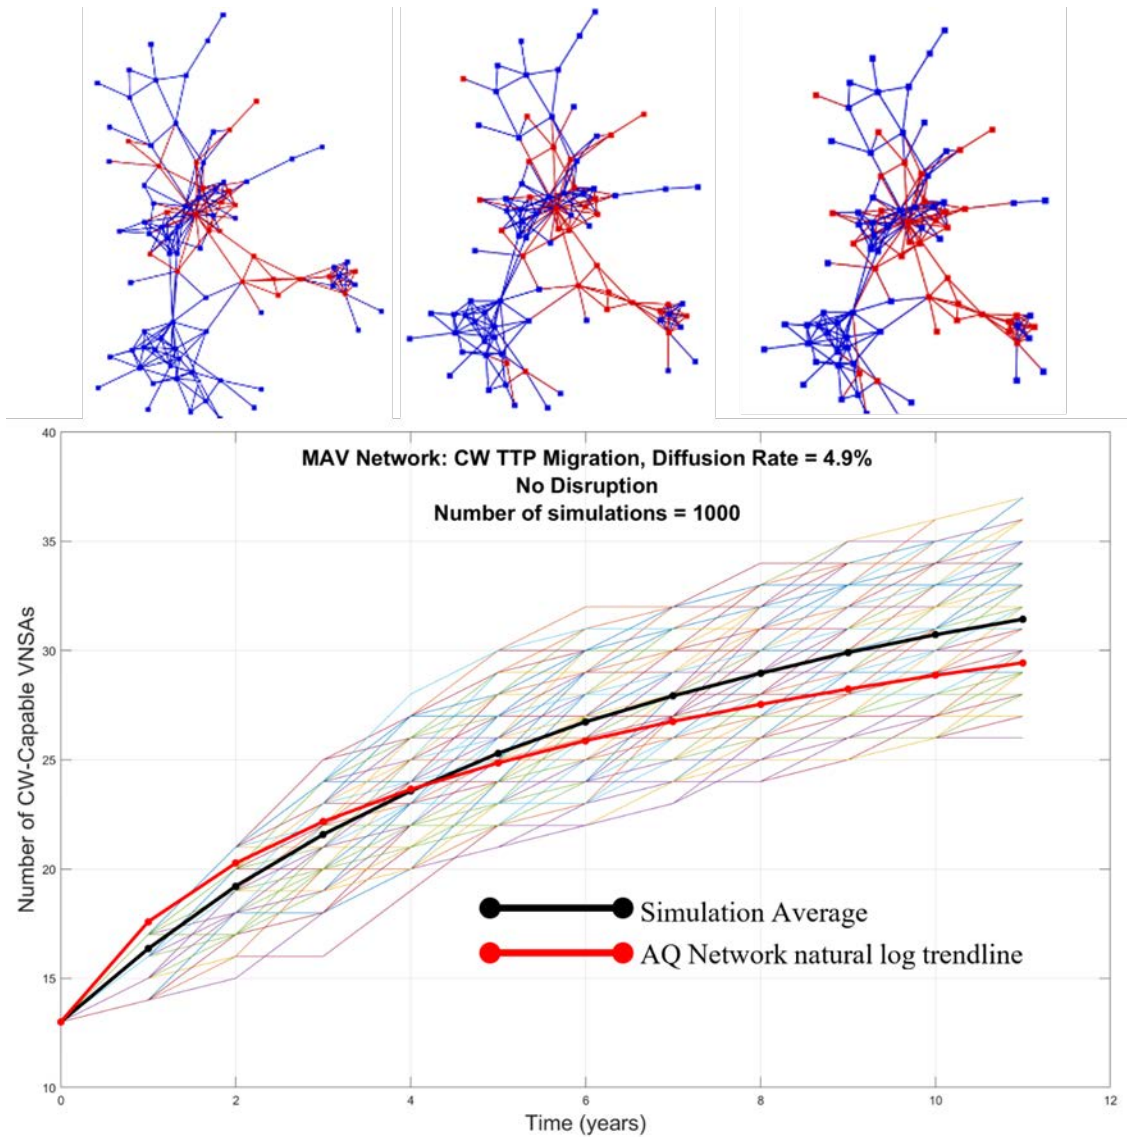 MAV Network: CW TTP Migration, Diffusion Rate = 4.9%
No Disruption
Number of simulations = 1000
40
35
30
25
20
15
10
Number of CW-Capable VNSAs
Simulation Average
AQ Network natural log trendline
0 2 4 6 8 10 12
Time (years)